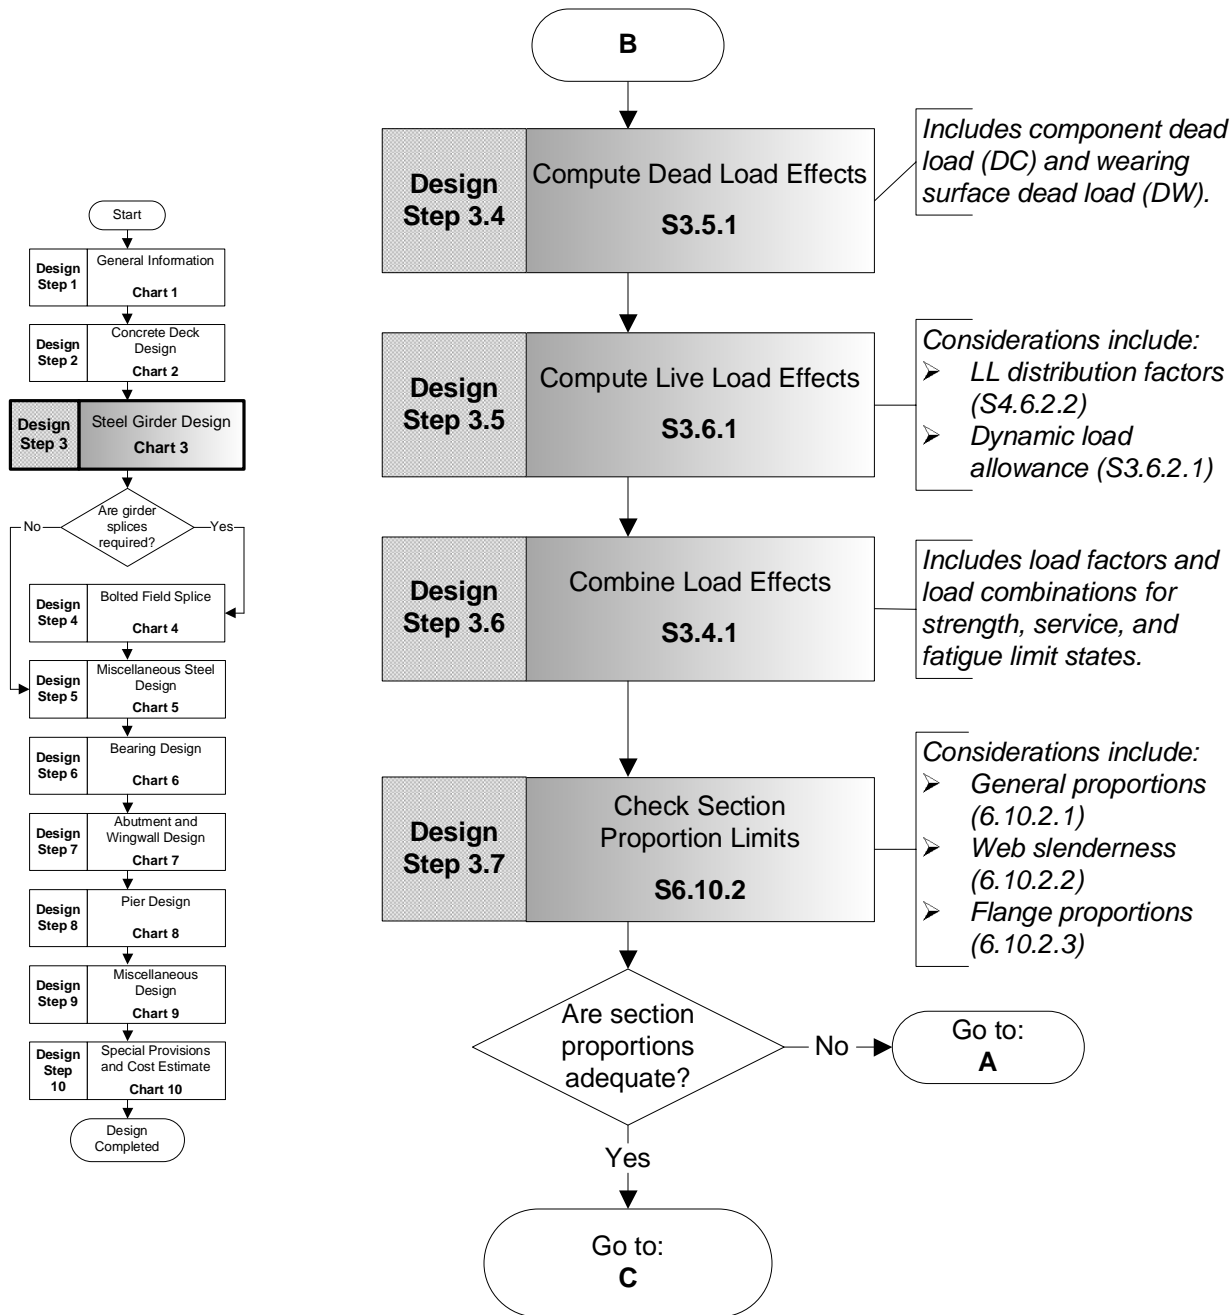 Start
Design
Step 1
General Information
Chart 1
Design
Step 2
Concrete Deck
Design
Chart 2
Design
Step 3
Steel Girder Design
Chart 3
Are girder
splices
required?
No
Yes
Design
Step 4
Bolted Field Splice
Chart 4
Design
Step 5
Miscellaneous Steel
Design
Chart 5
Design
Step 6
Bearing Design
Chart 6
Design
Step 7
Abutment and
Wingwall Design
Chart 7
Design
Step 8
Pier Design
Chart 8
Design
Step 9
Miscellaneous
Design
Chart 9
Design
Step
10
Special Provisions
and Cost Estimate
Chart 10
Design
Completed
B
Design
Step 3.4
Compute Dead Load Effects
S3.5.1
Includes component dead
load (DC) and wearing
surface dead load (DW).
Design
Step 3.5
Compute Live Load Effects
S3.6.1
Considerations include:
➢ LL distribution factors
(S4.6.2.2)
➢ Dynamic load
allowance (S3.6.2.1)
Design
Step 3.6
Combine Load Effects
S3.4.1
Includes load factors and
load combinations for
strength, service, and
fatigue limit states.
Design
Step 3.7
Check Section
Proportion Limits
S6.10.2
Considerations include:
➢ General proportions
(6.10.2.1)
➢ Web slenderness
(6.10.2.2)
➢ Flange proportions
(6.10.2.3)
Are section
proportions
adequate?
No
Go to:
A
Yes
Go to:
C